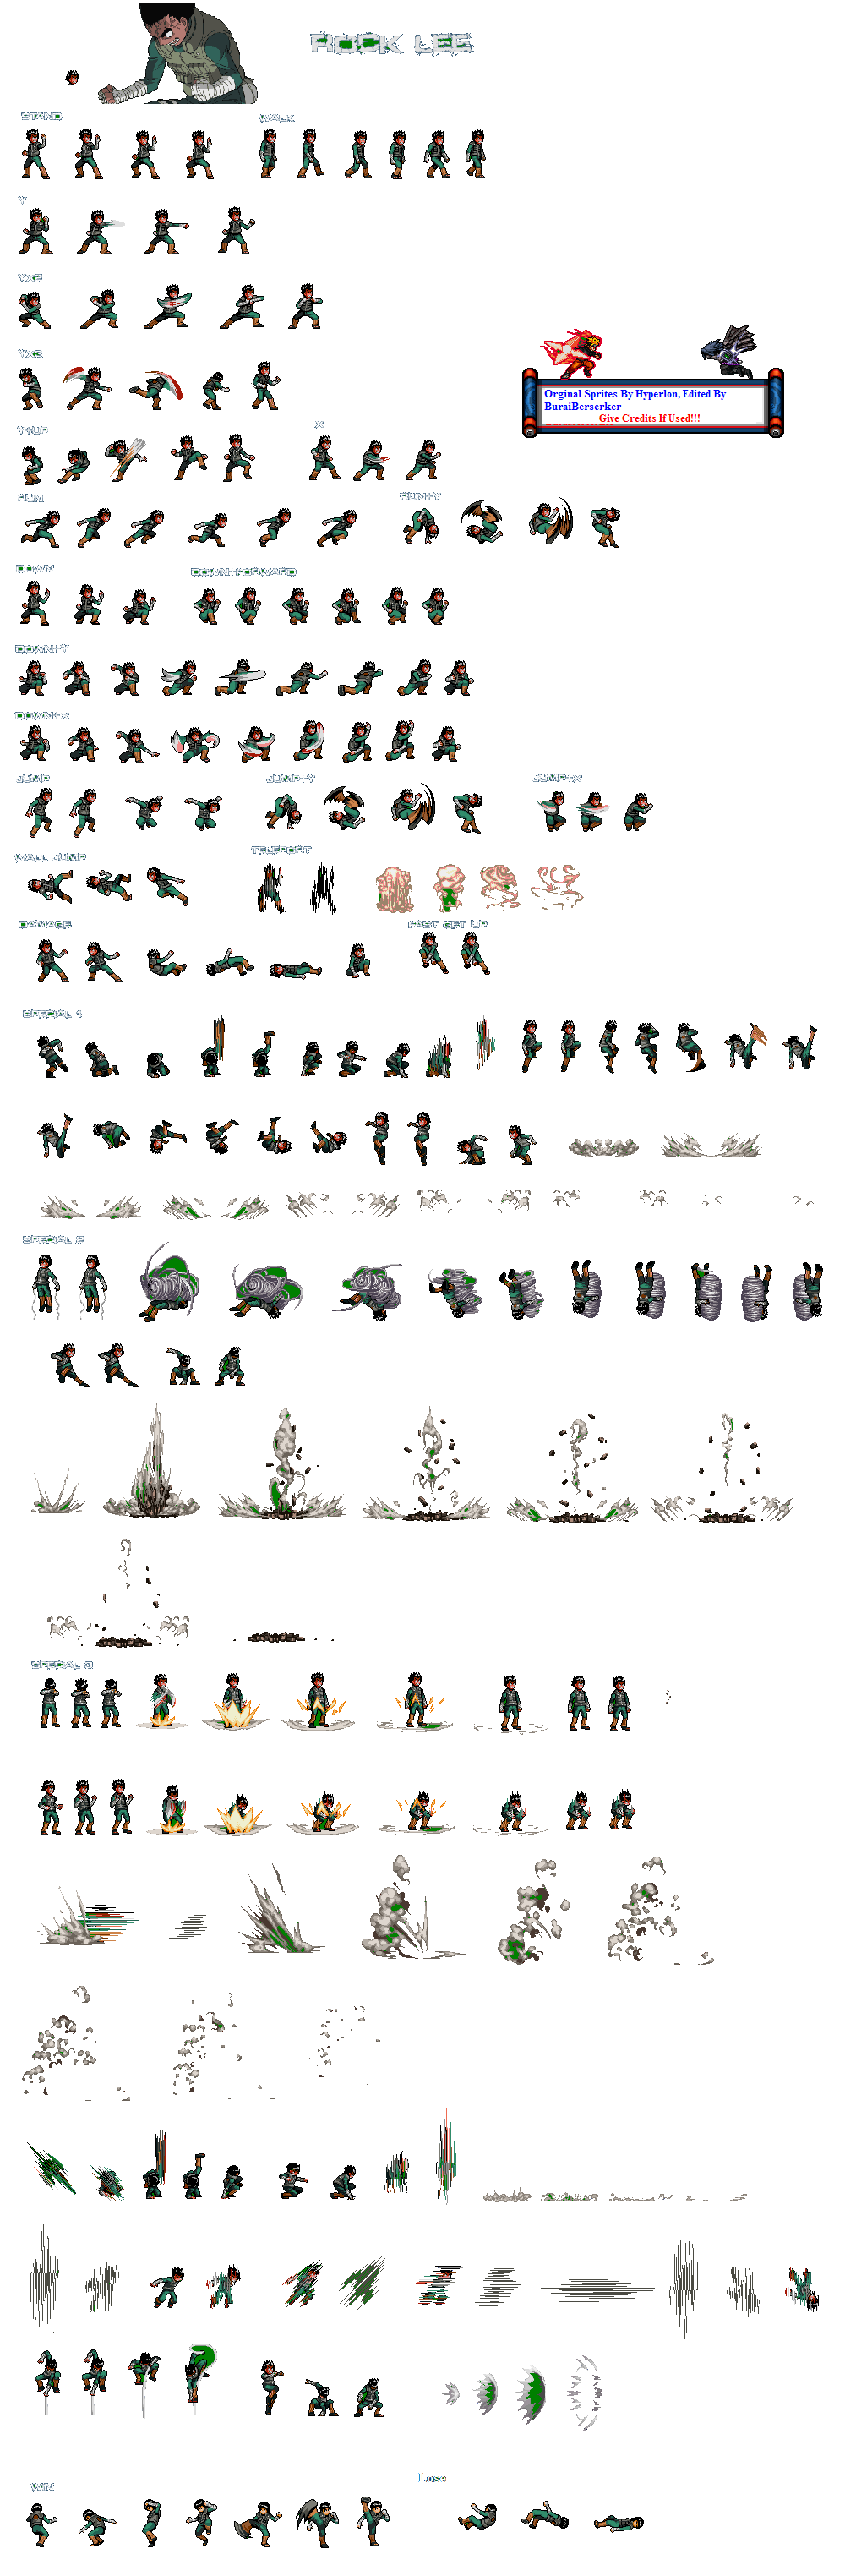 ROCK LEE
STAND
WALK
Y
YX2
YX3
Orginal Sprites By Hyperlon, Edited By
BuraiBerserker
Give Credits If Used!!!
Y+UP
X
RUN
RUN+Y
DOWN
DOWN+FORWARD
DOWN+Y
DOWN+X
JUMP
JUMP+Y
JUMP+X
WALL JUMP
TELEPORT
DAMAGE
FAST GET UP
SPECIAL 1
SPECIAL 2
SPECIAL 3
WIN
Lose